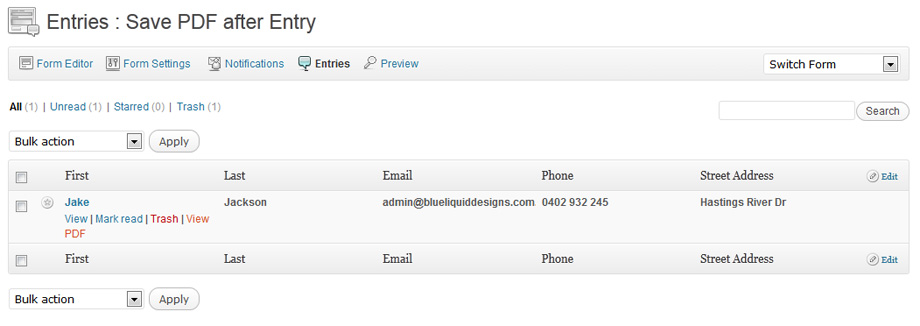 Entries : Save PDF after Entry
Form Editor Form Settings Notifications Entries Preview Switch Form
All (1) | Unread (1) | Starred (0) | Trash (1)
Search
Bulk action Apply
First Last Email Phone Street Address Edit
Jake Jackson admin@blueliquiddesigns.com 0402 932 245 Hastings River Dr
View | Mark read | Trash | View
PDF
First Last Email Phone Street Address Edit
Bulk action Apply